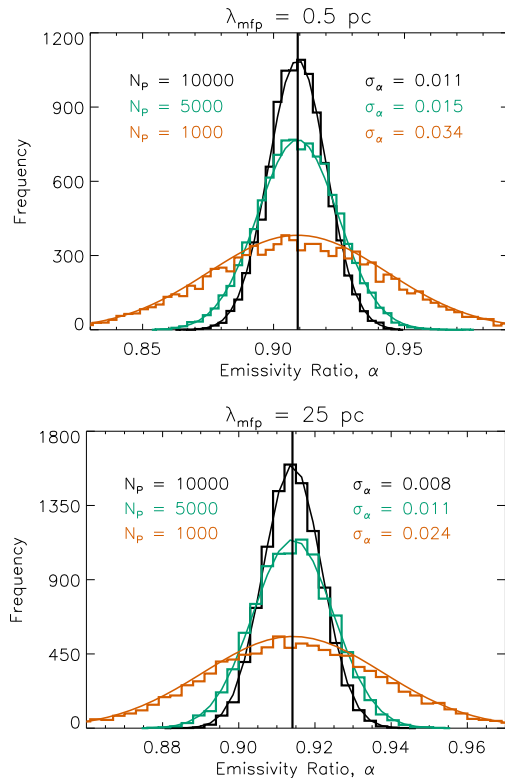 λmfp = 0.5 pc
1200
900
600
300
0
Frequency
NP = 10000
NP = 5000
NP = 1000
σα = 0.011
σα = 0.015
σα = 0.034
0.85 0.90 0.95
Emissivity Ratio, α
λmfp = 25 pc
1800
1350
900
450
0
Frequency
NP = 10000
NP = 5000
NP = 1000
σα = 0.008
σα = 0.011
σα = 0.024
0.88 0.90 0.92 0.94 0.96
Emissivity Ratio, α